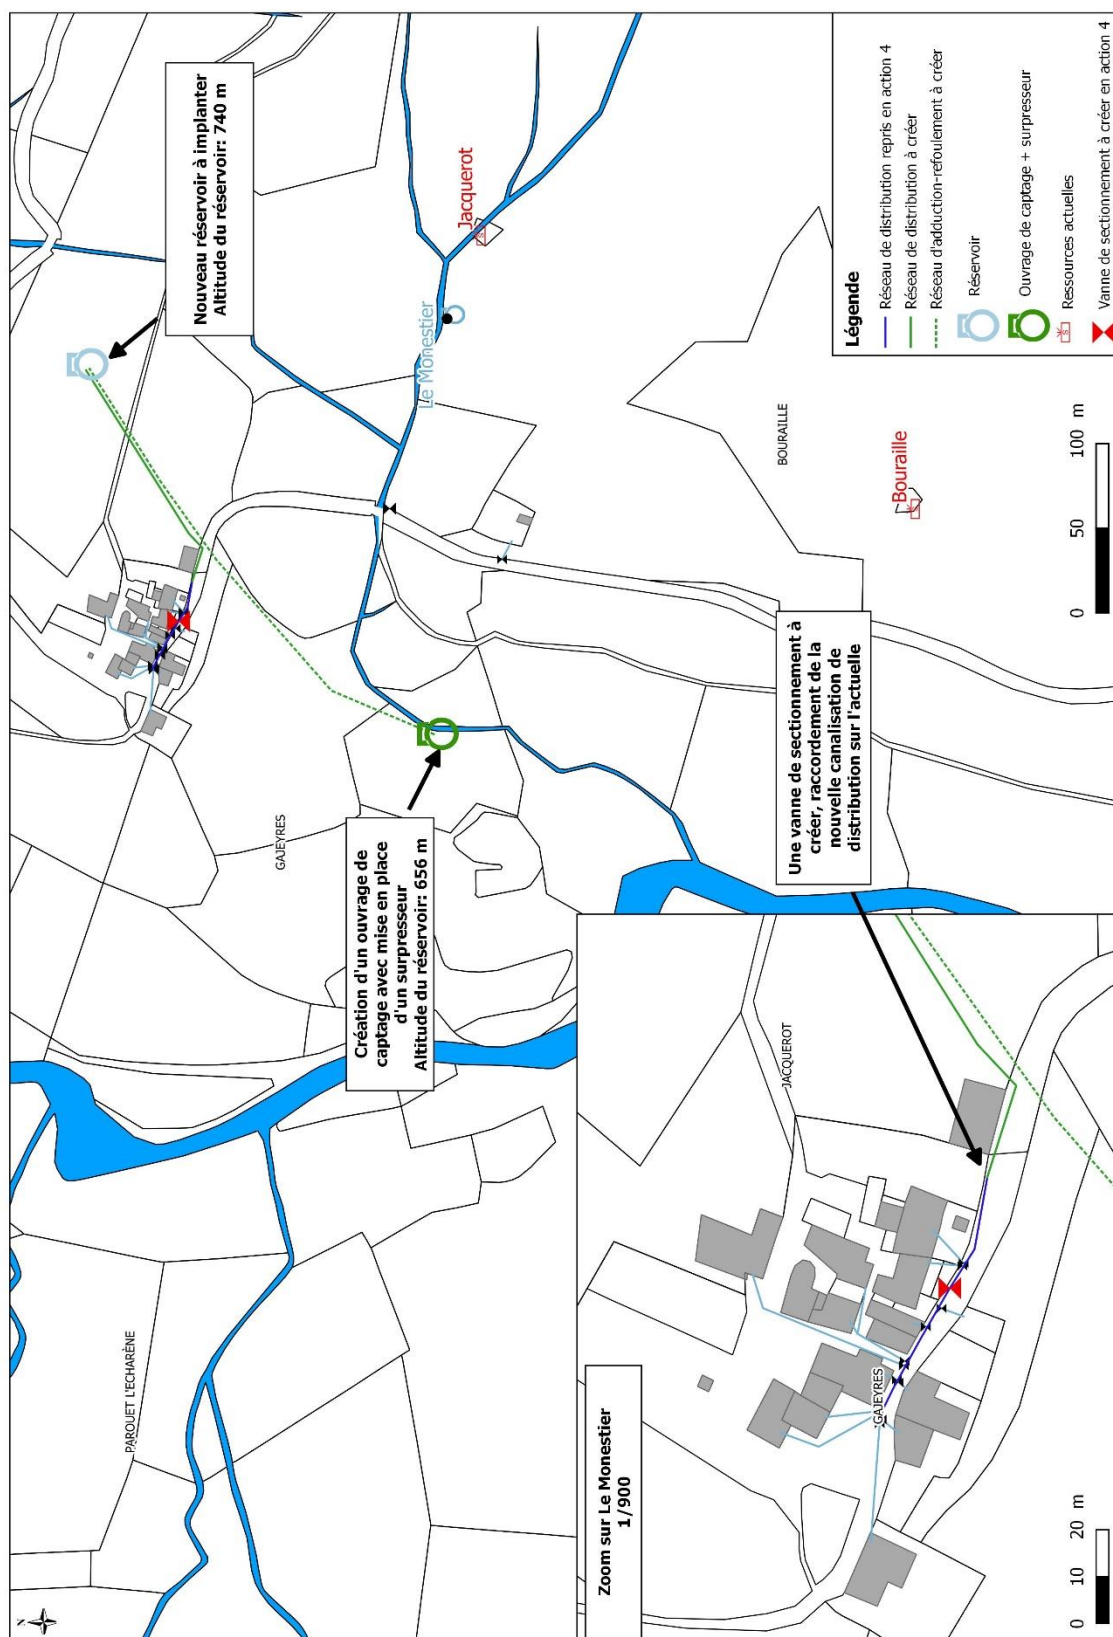 N
PAROUET L'ECHARÈNE
GAJEYRES
Nouveau réservoir à implanter
Altitude du réservoir: 740 m
Création d'un ouvrage de
captage avec mise en place
d'un surpresseur
Altitude du réservoir: 656 m
Le Monestier
Jacquerot
BOURAILLE
Bouraille
Une vanne de sectionnement à
créer, raccordement de la
nouvelle canalisation de
distribution sur l'actuelle
0 50 100 m
Zoom sur Le Monestier
1/900
JACQUEROT
GAJEYRES
0 10 20 m
Légende
Réseau de distribution repris en action 4
Réseau de distribution à créer
Réseau d'adduction-refoulement à créer
Réservoir
Ouvrage de captage + surpresseur
Ressources actuelles
Vanne de sectionnement à créer en action 4